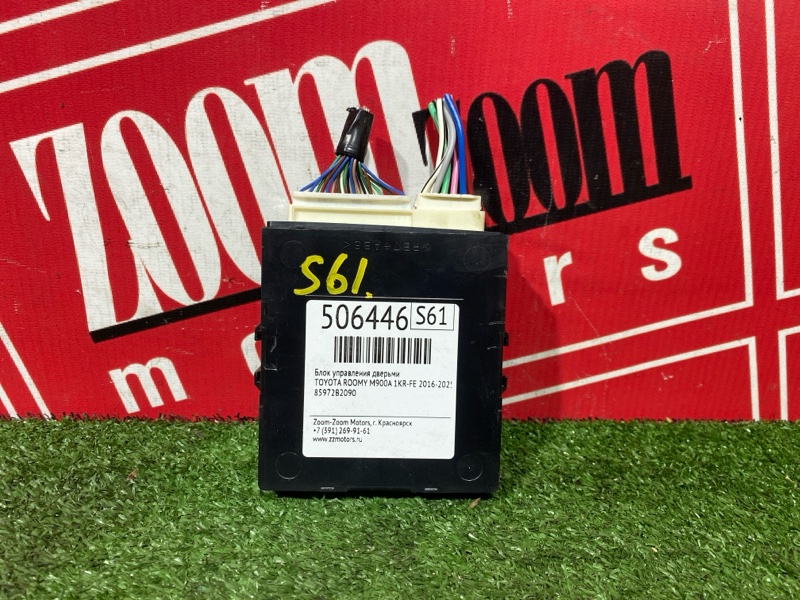 zoom zoom
motors
S61.
506446 S61
Блок управления дверьми
TOYOTA ROOMY M900A 1KR-FE 2016-2025
85972B2090
Zoom-Zoom Motors, г. Красноярск
+7 (391) 269-91-61
www.zzmotors.ru